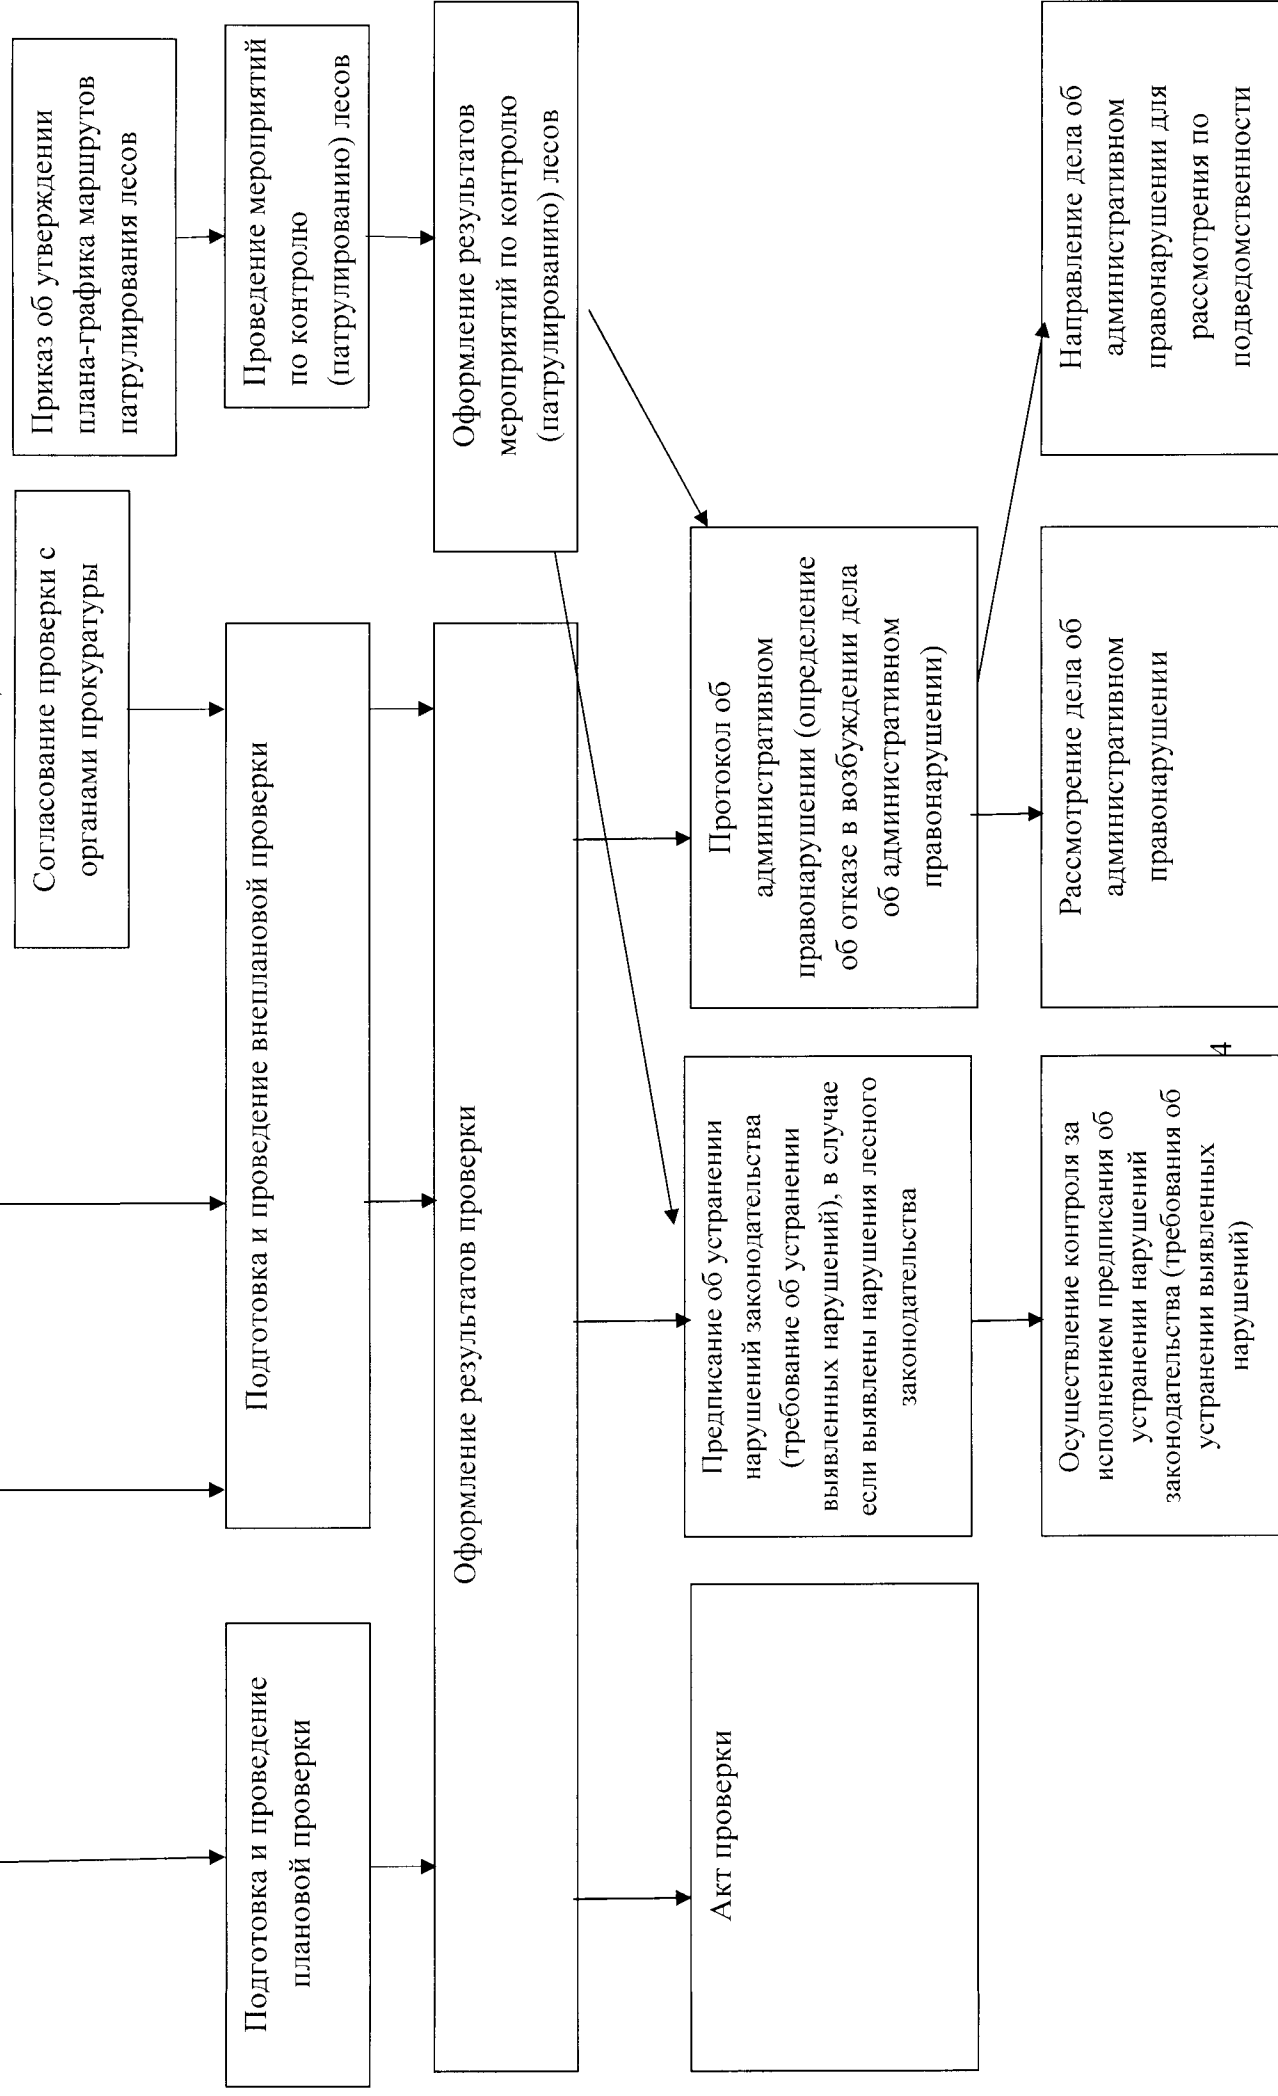 Согласование проверки с
органами прокуратуры
Приказ об утверждении
плана-графика маршрутов
патрулирования лесов
Подготовка и проведение
плановой проверки
Подготовка и проведение внеплановой проверки
Проведение мероприятий
по контролю
(патрулированию) лесов
Оформление результатов проверки
Оформление результатов
мероприятий по контролю
(патрулированию) лесов
Акт проверки
Предписание об устранении
нарушений законодательства
(требование об устранении
выявленных нарушений), в случае
если выявлены нарушения лесного
законодательства
Протокол об
административном
правонарушении (определение
об отказе в возбуждении дела
об административном
правонарушении)
Осуществление контроля за
исполнением предписания об
устранении нарушений
законодательства (требования об
устранении выявленных
нарушений)
Рассмотрение дела об
административном
правонарушении
Направление дела об
административном
правонарушении для
рассмотрения по
подведомственности
4